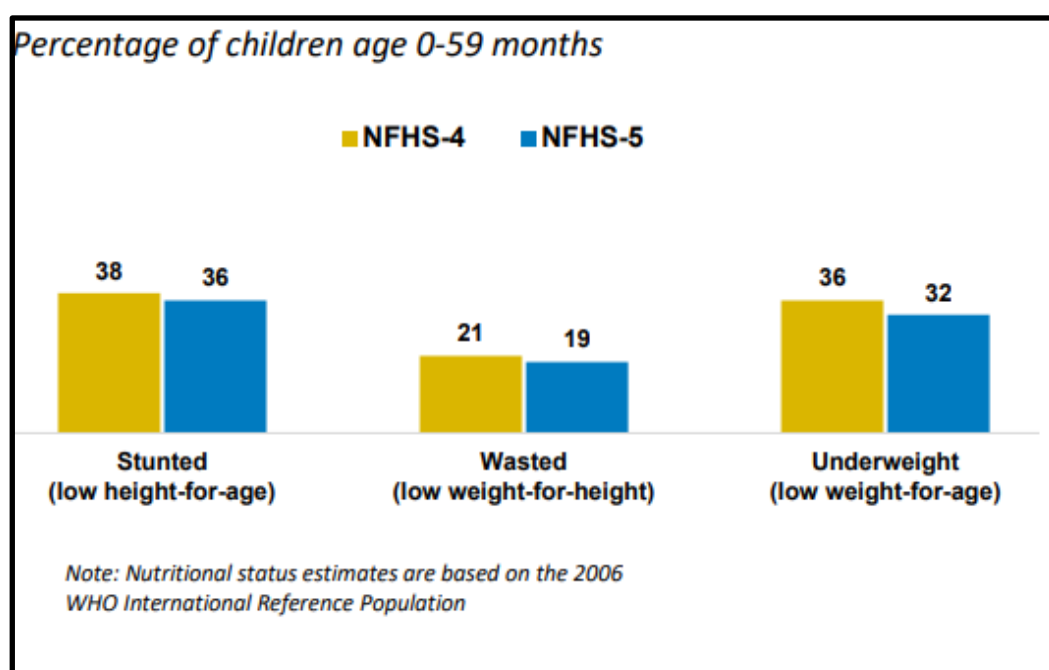 Percentage of children age 0-59 months
NFHS-4 NFHS-5
38 36 21 19 36 32
Stunted
(low height-for-age)
Wasted
(low weight-for-height)
Underweight
(low weight-for-age)
Note: Nutritional status estimates are based on the 2006
WHO International Reference Population